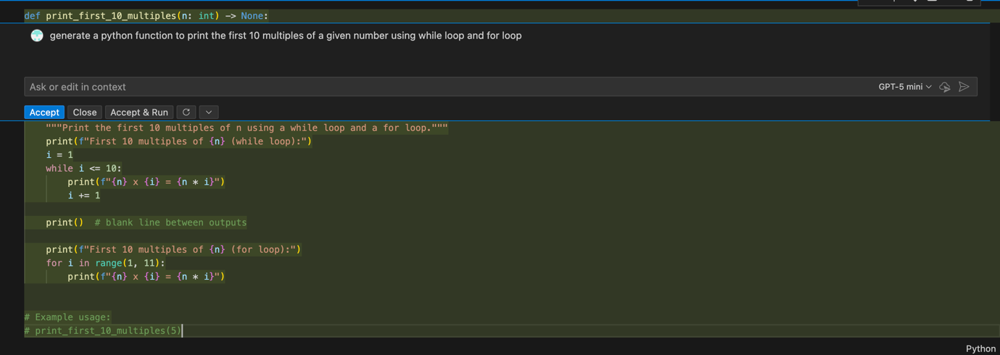 def print_first_10_multiples(n: int) -> None:
generate a python function to print the first 10 multiples of a given number using while loop and for loop
Ask or edit in context
GPT-5 mini
Accept Close Accept & Run
"""Print the first 10 multiples of n using a while loop and a for loop."""
print(f"First 10 multiples of {n} (while loop):")
i = 1
while i <= 10:
print(f"{n} x {i} = {n * i}")
i += 1
print()  # blank line between outputs
print(f"First 10 multiples of {n} (for loop):")
for i in range(1, 11):
print(f"{n} x {i} = {n * i}")
# Example usage:
# print_first_10_multiples(5)
Python